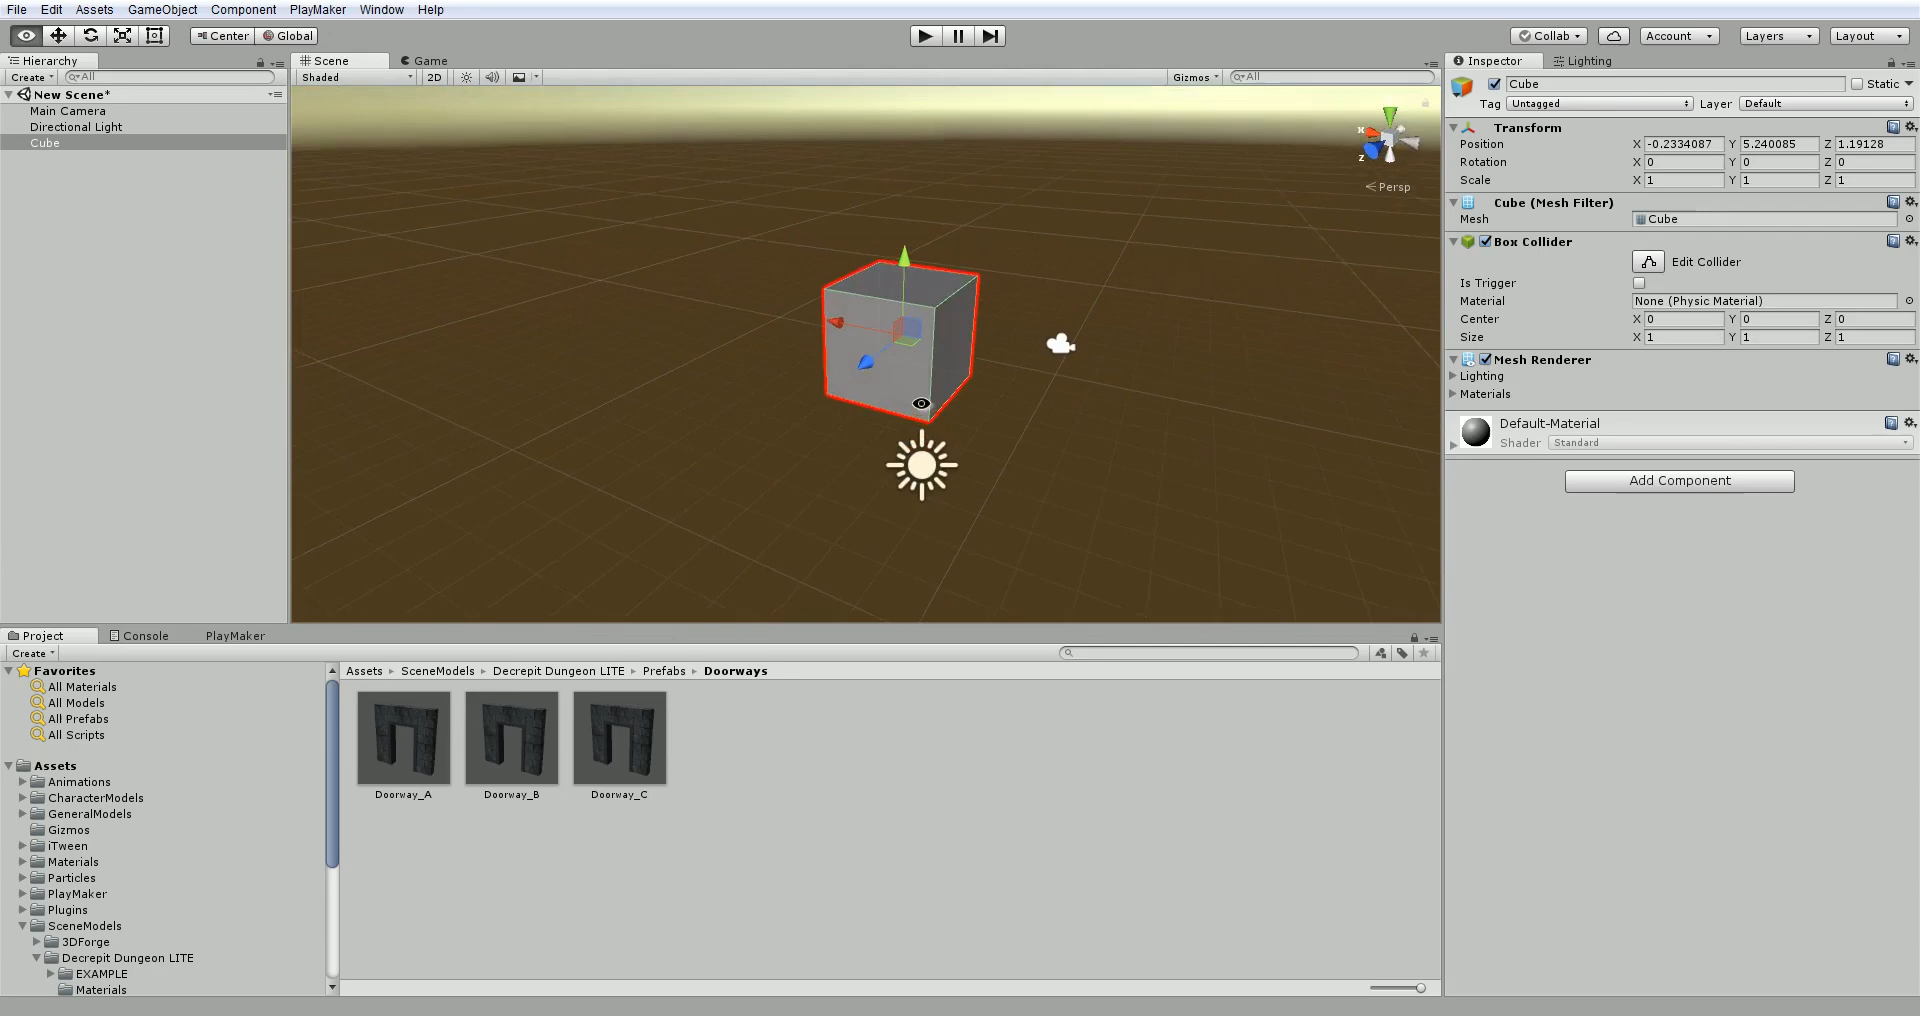 File Edit Assets GameObject Component PlayMaker Window Help
Center Global Collab Account Layers Layout
Hierarchy
Create All
New Scene*
Main Camera
Directional Light
Cube
Scene Game
Shaded 2D Gizmos All
x
z
Persp
Inspector Lighting
Cube Static
Tag Untagged Layer Default
Transform
Position X -0.2334087 Y 5.240085 Z 1.19128
Rotation X 0 Y 0 Z 0
Scale X 1 Y 1 Z 1
Cube (Mesh Filter)
Mesh Cube
Box Collider
Edit Collider
Is Trigger
Material None (Physic Material)
Center X 0 Y 0 Z 0
Size X 1 Y 1 Z 1
Mesh Renderer
Lighting
Materials
Default-Material
Shader Standard
Add Component
Project Console PlayMaker
Create
Favorites
All Materials
All Models
All Prefabs
All Scripts
Assets
Animations
CharacterModels
GeneralModels
Gizmos
iTween
Materials
Particles
PlayMaker
Plugins
SceneModels
3DForge
Decrepit Dungeon LITE
EXAMPLE
Materials
Assets SceneModels Decrepit Dungeon LITE Prefabs Doorways
Doorway_A Doorway_B Doorway_C